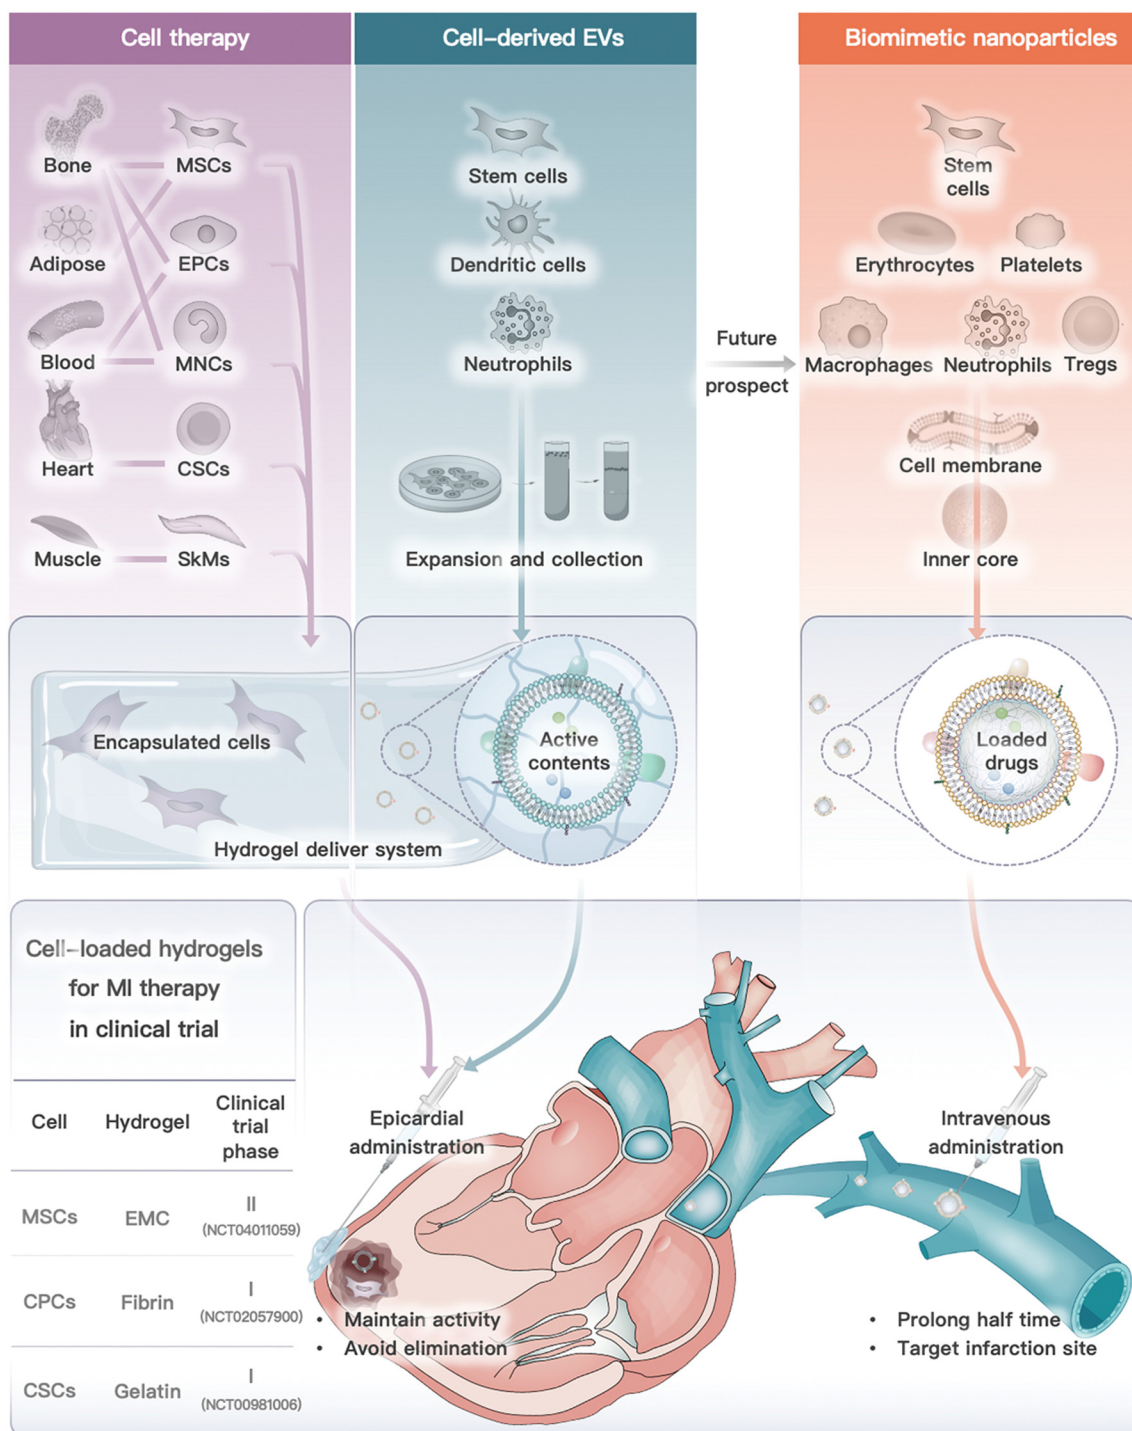 Cell therapy
Cell-derived EVs
Biomimetic nanoparticles
Bone
MSCs
Adipose
EPCs
Blood
MNCs
Heart
CSCs
Muscle
SkMs
Stem cells
Dendritic cells
Neutrophils
Expansion and collection
Future
prospect
Stem
cells
Erythrocytes
Platelets
Macrophages
Neutrophils
Tregs
Cell membrane
Inner core
Encapsulated cells
Hydrogel deliver system
Active
contents
Loaded
drugs
Cell-loaded hydrogels
for MI therapy
in clinical trial
Cell
Hydrogel
Clinical
trial
phase
MSCs
EMC
II
(NCT04011059)
CPCs
Fibrin
I
(NCT02057900)
CSCs
Gelatin
I
(NCT00981006)
Epicardial
administration
• Maintain activity
• Avoid elimination
Intravenous
administration
• Prolong half time
• Target infarction site